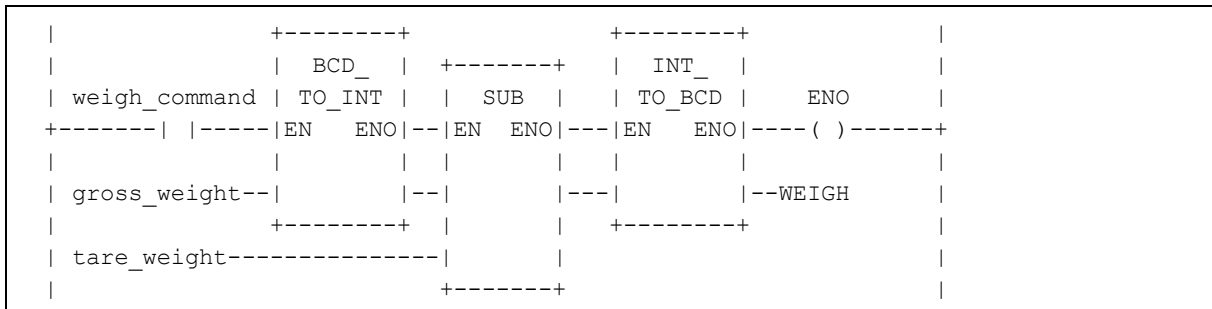 BCD_ INT_
weigh_command TO_INT SUB TO_BCD ENO
EN ENO EN ENO EN ENO ( )
gross_weight WEIGH
tare_weight